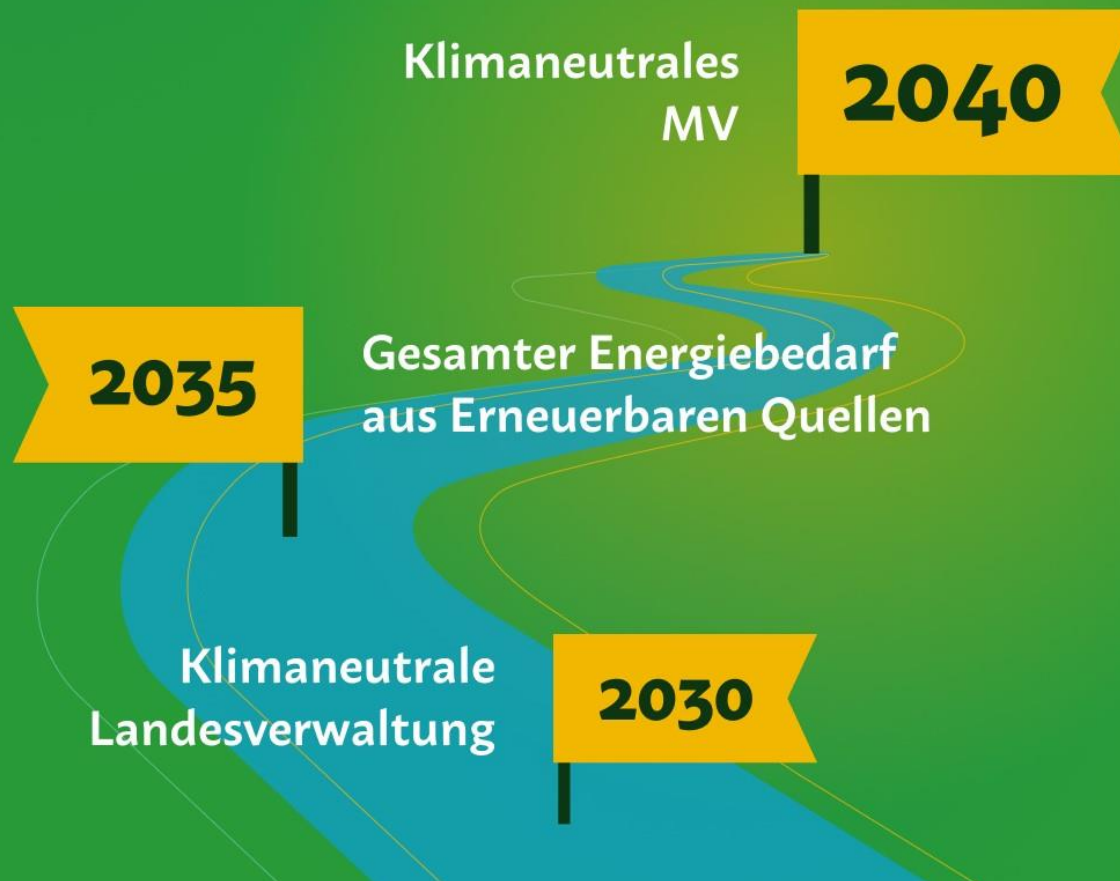 Klimaneutrales
MV
2040
2035
Gesamter Energiebedarf
aus Erneuerbaren Quellen
Klimaneutrale
Landesverwaltung
2030